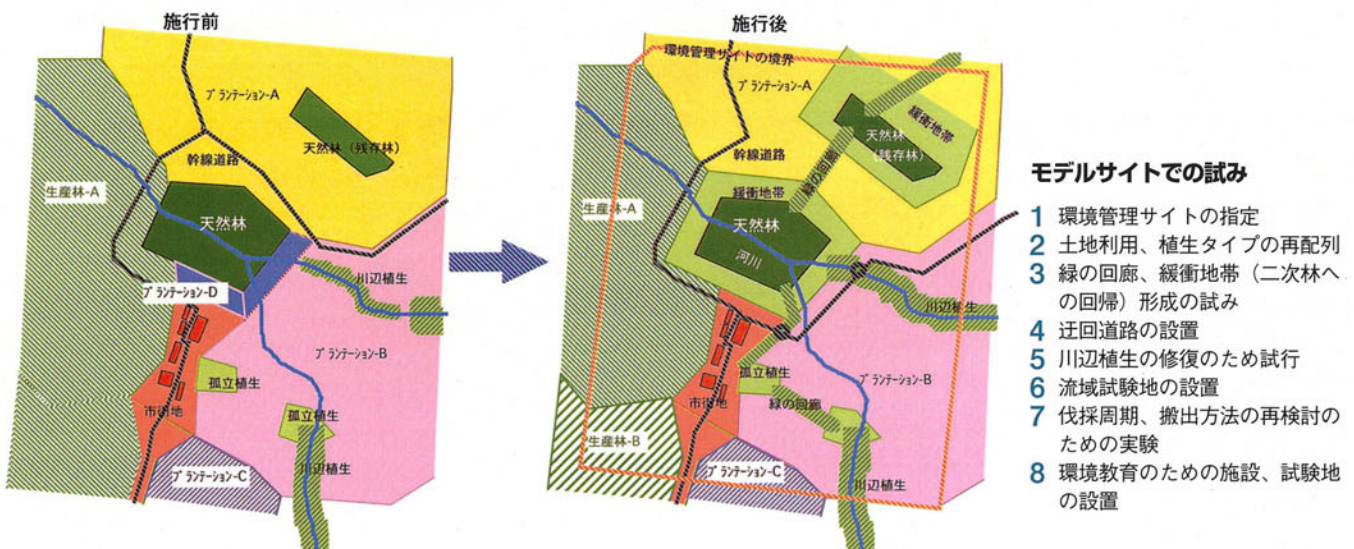 施行前
プランテーション-A
天然林（残存林）
幹線道路
生産林-A
天然林
川辺植生
プランテーション-D
プランテーション-B
孤立植生
市街地
孤立植生
プランテーション-C
川辺植生
施行後
環境管理サイトの境界
プランテーション-A
緩衝地帯
天然林
（残存林）
幹線道路
緑の回廊
緩衝地帯
生産林-A
天然林
河川
川辺植生
プランテーション-B
孤立植生
市街地
緑の回廊
生産林-B
プランテーション-C
川辺植生
モデルサイトでの試み
1 環境管理サイトの指定
2 土地利用、植生タイプの再配列
3 緑の回廊、緩衝地帯（二次林へ
の回帰）形成の試み
4 迂回道路の設置
5 川辺植生の修復のため試行
6 流域試験地の設置
7 伐採周期、搬出方法の再検討の
ための実験
8 環境教育のための施設、試験地
の設置